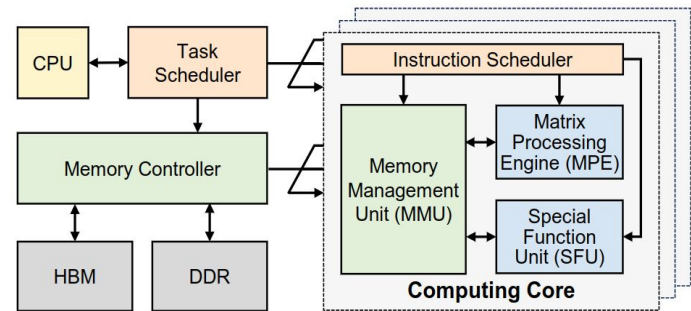 CPU
Task
Scheduler
Memory Controller
HBM
DDR
Instruction Scheduler
Memory
Management
Unit (MMU)
Matrix
Processing
Engine (MPE)
Special
Function
Unit (SFU)
Computing Core